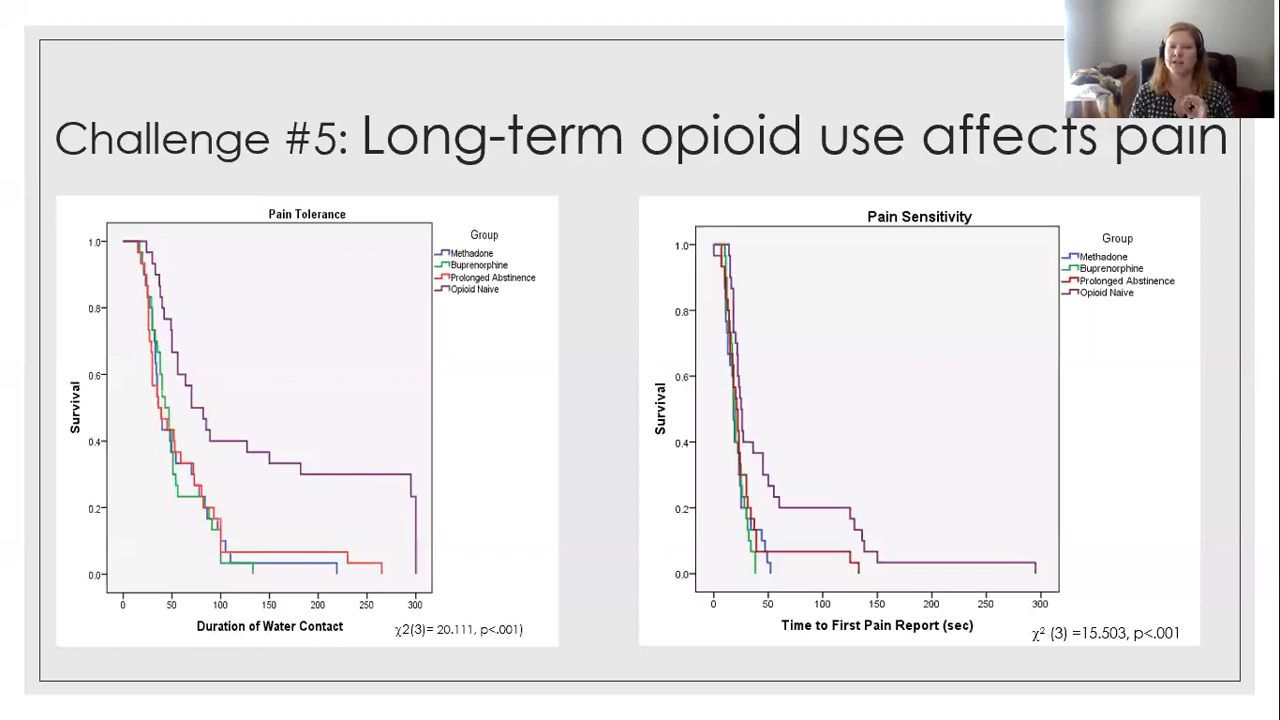 Challenge #5: Long-term opioid use affects pain
Pain Tolerance
Group
Methadone
Buprenorphine
Prolonged Abstinence
Opioid Naive
1.0
0.8
0.6
0.4
0.2
0.0
Survival
0 50 100 150 200 250 300
Duration of Water Contact
χ2(3)= 20.111, p<.001)
Pain Sensitivity
Group
Methadone
Buprenorphine
Prolonged Abstinence
Opioid Naive
1.0
0.8
0.6
0.4
0.2
0.0
Survival
0 50 100 150 200 250 300
Time to First Pain Report (sec)
χ² (3) =15.503, p<.001